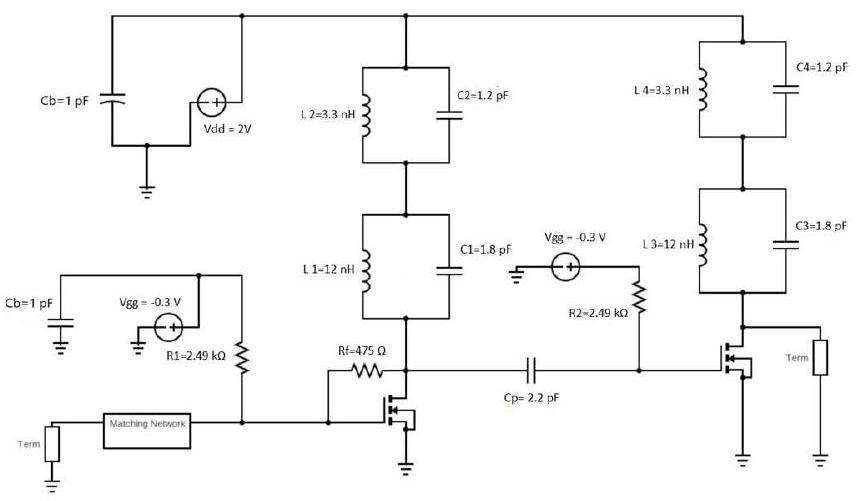 Cb=1 pF
Vdd = 2V
L 2=3.3 nH
C2=1.2 pF
L 4=3.3 nH
C4=1.2 pF
L 1=12 nH
C1=1.8 pF
Vgg = -0.3 V
L 3=12 nH
C3=1.8 pF
Cb=1 pF
Vgg = -0.3 V
R1=2.49 kΩ
Rf=475 Ω
R2=2.49 kΩ
Cp= 2.2 pF
Term
Matching Network
Term